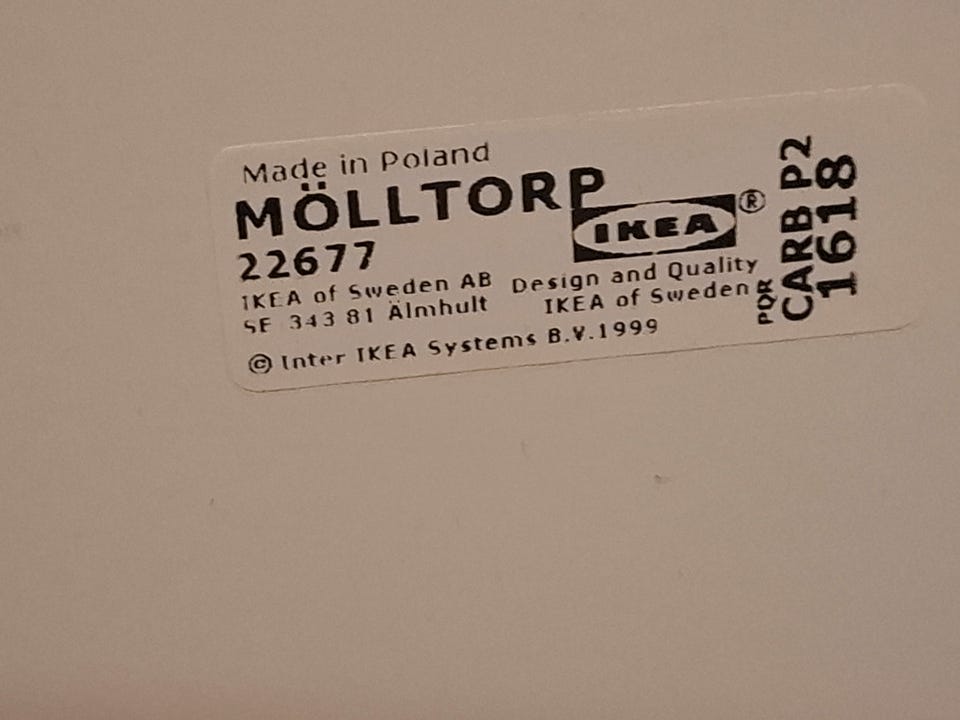 Made in Poland
MÖLLTORP
22677
IKEA ®
IKEA of Sweden AB
SE 343 81 Älmhult
Design and Quality
IKEA of Sweden
© Inter IKEA Systems B.V.1999
PQR
CARB P2
1618